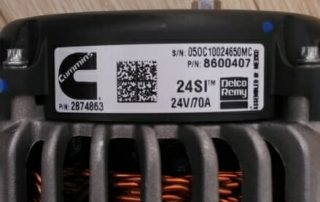 Cummins
P/N: 2874863
S/N: 050C10024650MC
P/N: 8600407
24SI™
24V/70A
Delco
Remy